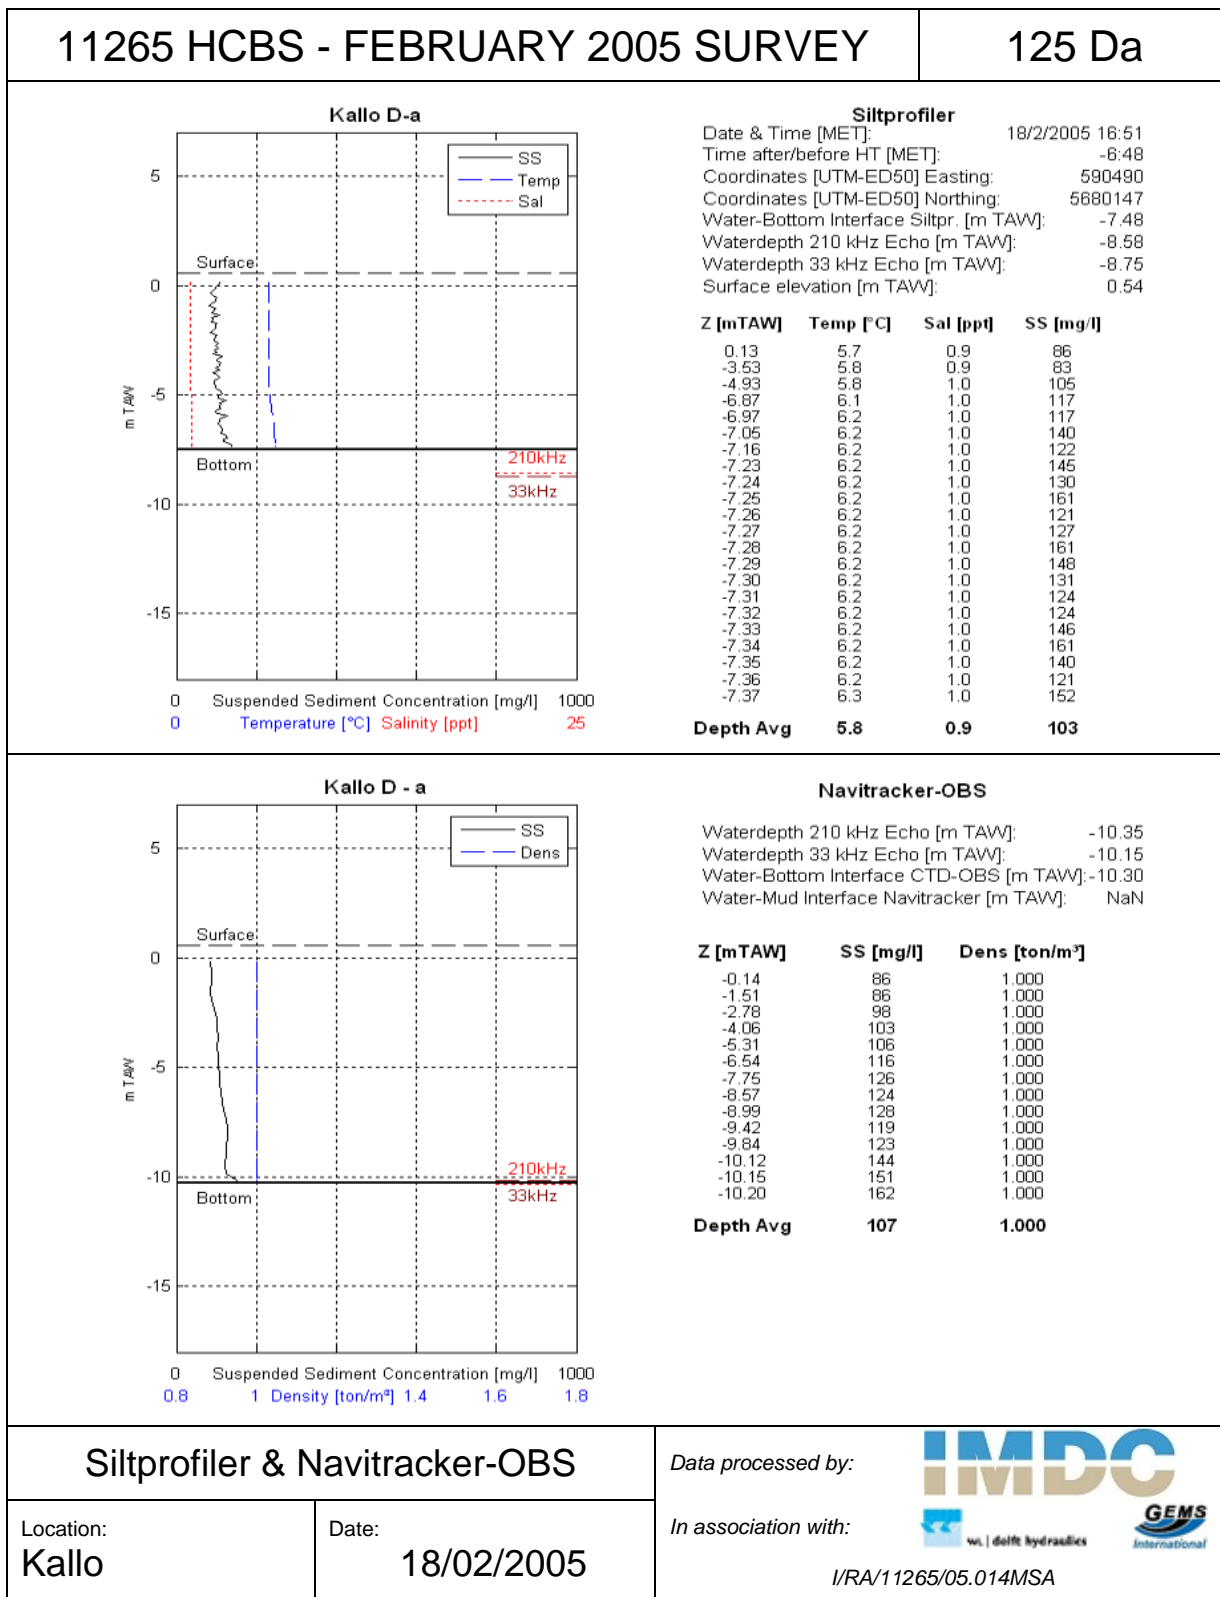 11265 HCBS - FEBRUARY 2005 SURVEY 125 Da
Kallo D-a
SS
Temp
Sal
5
Surface
0
-5
m TAW
Bottom
210kHz
33kHz
-10
-15
0 Suspended Sediment Concentration [mg/l] 1000
0 Temperature [°C] Salinity [ppt] 25
Siltprofiler
Date & Time [MET]: 18/2/2005 16:51
Time after/before HT [MET]: -6:48
Coordinates [UTM-ED50] Easting: 590490
Coordinates [UTM-ED50] Northing: 5680147
Water-Bottom Interface Siltpr. [m TAW]: -7.48
Waterdepth 210 kHz Echo [m TAW]: -8.58
Waterdepth 33 kHz Echo [m TAW]: -8.75
Surface elevation [m TAW]: 0.54
Z [mTAW] Temp [°C] Sal [ppt] SS [mg/l]
0.13 5.7 0.9 86
-3.53 5.8 0.9 83
-4.93 5.8 1.0 105
-6.87 6.1 1.0 117
-6.97 6.2 1.0 117
-7.05 6.2 1.0 140
-7.16 6.2 1.0 122
-7.23 6.2 1.0 145
-7.24 6.2 1.0 130
-7.25 6.2 1.0 161
-7.26 6.2 1.0 121
-7.27 6.2 1.0 127
-7.28 6.2 1.0 161
-7.29 6.2 1.0 148
-7.30 6.2 1.0 131
-7.31 6.2 1.0 124
-7.32 6.2 1.0 124
-7.33 6.2 1.0 146
-7.34 6.2 1.0 161
-7.35 6.2 1.0 140
-7.36 6.2 1.0 121
-7.37 6.3 1.0 152
Depth Avg 5.8 0.9 103
Kallo D - a
SS
Dens
5
Surface
0
-5
m TAW
-10
210kHz
Bottom
33kHz
-15
0 Suspended Sediment Concentration [mg/l] 1000
0.8 1 Density [ton/m³] 1.4 1.6 1.8
Navitracker-OBS
Waterdepth 210 kHz Echo [m TAW]: -10.35
Waterdepth 33 kHz Echo [m TAW]: -10.15
Water-Bottom Interface CTD-OBS [m TAW]: -10.30
Water-Mud Interface Navitracker [m TAW]: NaN
Z [mTAW] SS [mg/l] Dens [ton/m³]
-0.14 86 1.000
-1.51 86 1.000
-2.78 98 1.000
-4.06 103 1.000
-5.31 106 1.000
-6.54 116 1.000
-7.75 126 1.000
-8.57 124 1.000
-8.99 128 1.000
-9.42 119 1.000
-9.84 123 1.000
-10.12 144 1.000
-10.15 151 1.000
-10.20 162 1.000
Depth Avg 107 1.000
Siltprofiler & Navitracker-OBS
Location:
Kallo
Date:
18/02/2005
Data processed by:
IMDC
In association with:
wL | delft hydraulics
GEMS
International
I/RA/11265/05.014MSA